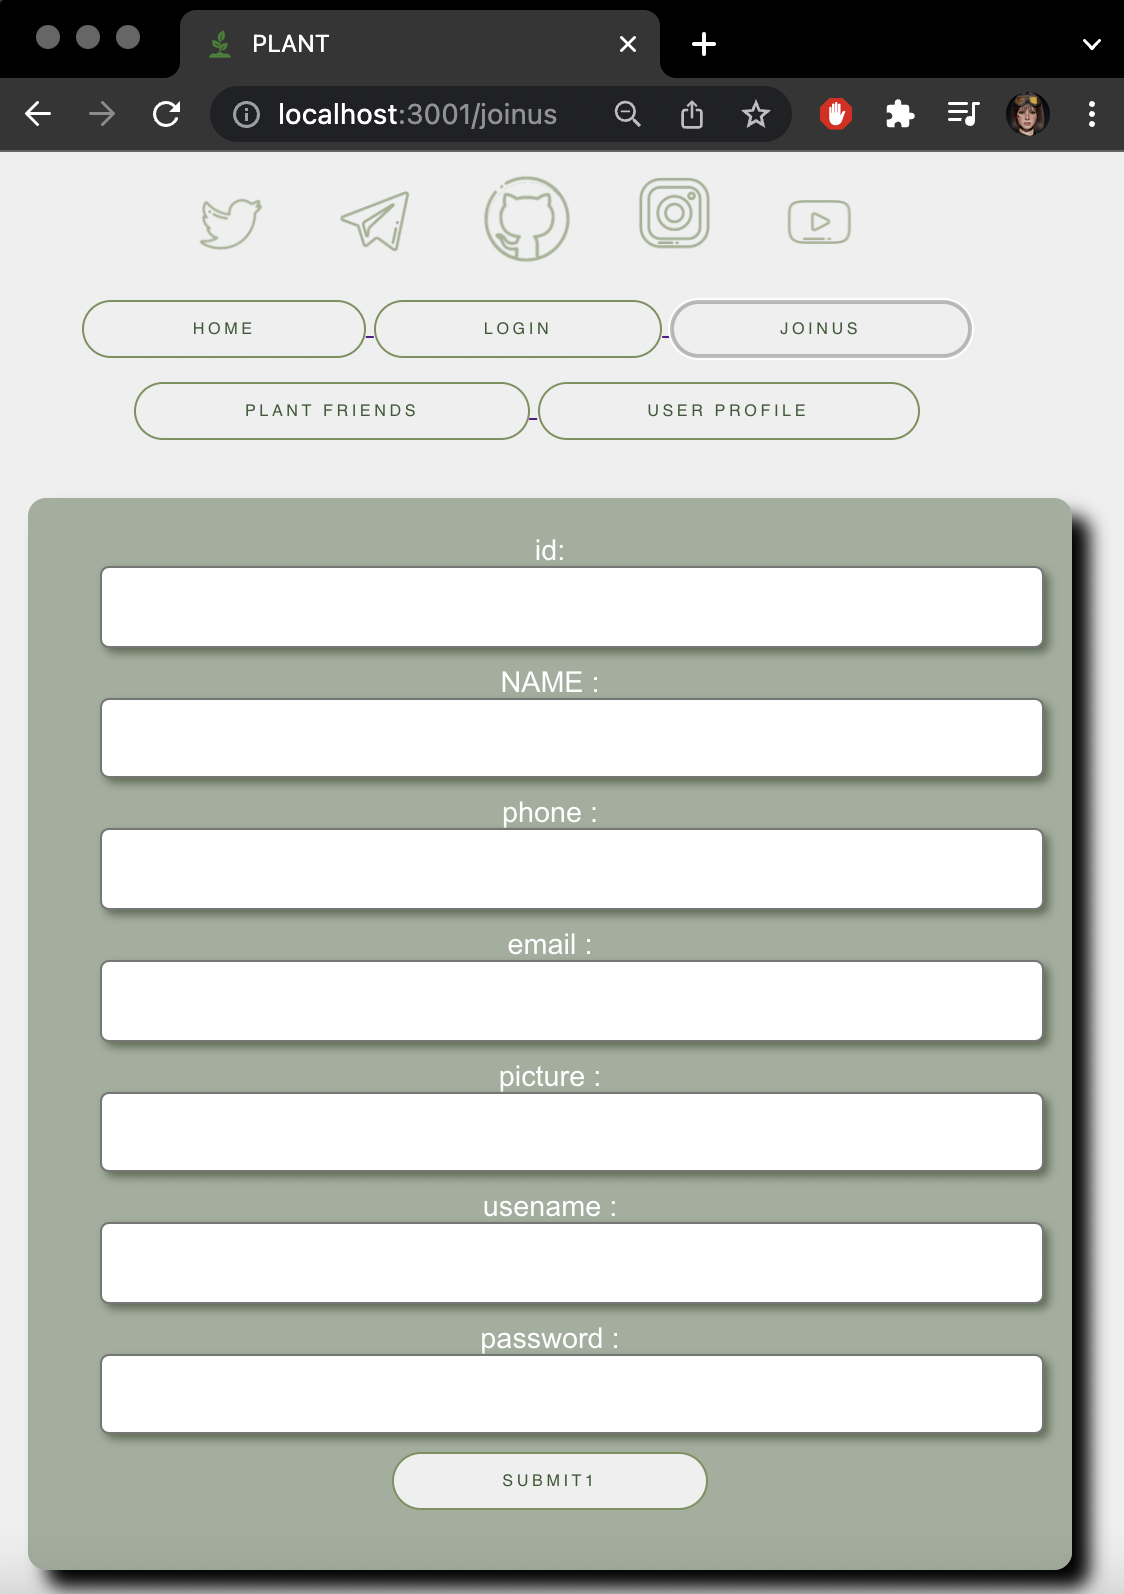 PLANT
localhost:3001/joinus
HOME LOGIN JOINUS
PLANT FRIENDS USER PROFILE
id:
NAME :
phone :
email :
picture :
usename :
password :
SUBMIT1